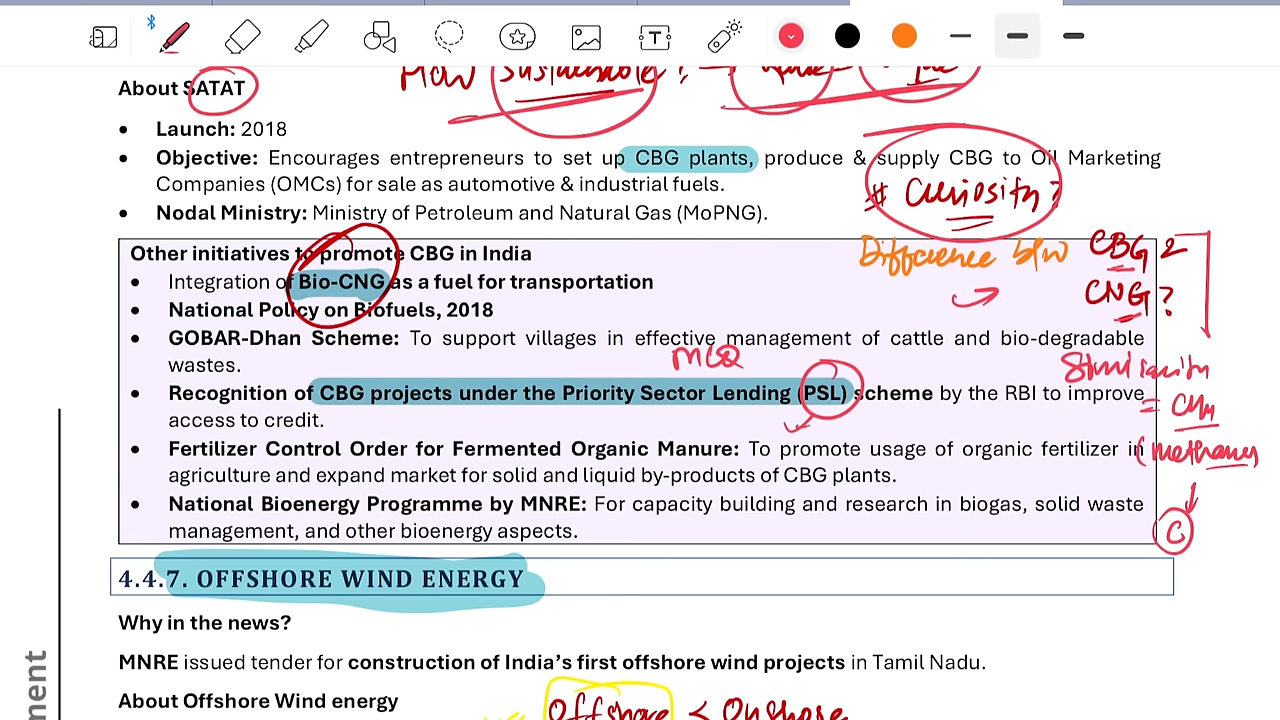 How sustainable ? →
About SATAT
• Launch: 2018
• Objective: Encourages entrepreneurs to set up CBG plants, produce & supply CBG to Oil Marketing
Companies (OMCs) for sale as automotive & industrial fuels.
# Curiosity?
• Nodal Ministry: Ministry of Petroleum and Natural Gas (MoPNG).
Other initiatives to promote CBG in India
Difference b/w CBG &
CNG ?
• Integration of Bio-CNG as a fuel for transportation
• National Policy on Biofuels, 2018
• GOBAR-Dhan Scheme: To support villages in effective management of cattle and bio-degradable
wastes.
MCQ
Similarity
= CH4
(methane)
C
• Recognition of CBG projects under the Priority Sector Lending (PSL) scheme by the RBI to improve
access to credit.
• Fertilizer Control Order for Fermented Organic Manure: To promote usage of organic fertilizer in
agriculture and expand market for solid and liquid by-products of CBG plants.
• National Bioenergy Programme by MNRE: For capacity building and research in biogas, solid waste
management, and other bioenergy aspects.
4.4.7. OFFSHORE WIND ENERGY
Why in the news?
MNRE issued tender for construction of India's first offshore wind projects in Tamil Nadu.
About Offshore Wind energy
Offshore < Onshore
nent
T